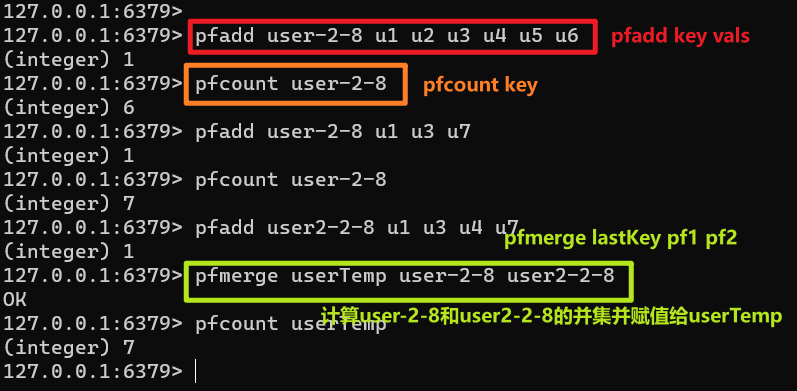 127.0.0.1:6379>
127.0.0.1:6379> pfadd user-2-8 u1 u2 u3 u4 u5 u6 pfadd key vals
(integer) 1
127.0.0.1:6379> pfcount user-2-8 pfcount key
(integer) 6
127.0.0.1:6379> pfadd user-2-8 u1 u3 u7
(integer) 1
127.0.0.1:6379> pfcount user-2-8
(integer) 7
127.0.0.1:6379> pfadd user2-2-8 u1 u3 u4 u7
pfmerge lastKey pf1 pf2
(integer) 1
127.0.0.1:6379> pfmerge userTemp user-2-8 user2-2-8
OK
计算user-2-8和user2-2-8的并集并赋值给userTemp
127.0.0.1:6379> pfcount userTemp
(integer) 7
127.0.0.1:6379>